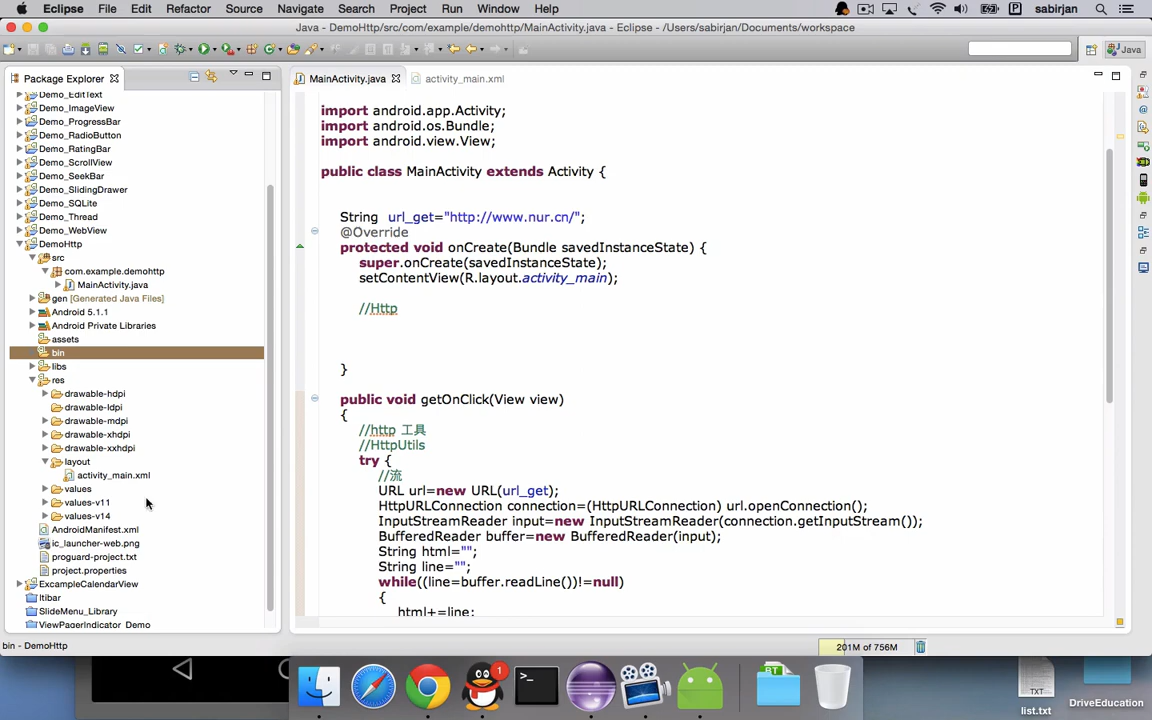 Eclipse File Edit Refactor Source Navigate Search Project Run Window Help sabirjan
Java - DemoHttp/src/com/example/demohttp/MainActivity.java - Eclipse - /Users/sabirjan/Documents/workspace
Java
Package Explorer
MainActivity.java
activity_main.xml
Demo_EditText
Demo_ImageView
Demo_ProgressBar
Demo_RadioButton
Demo_RatingBar
Demo_ScrollView
Demo_SeekBar
Demo_SlidingDrawer
Demo_SQLite
Demo_Thread
Demo_WebView
DemoHttp
src
com.example.demohttp
MainActivity.java
gen [Generated Java Files]
Android 5.1.1
Android Private Libraries
assets
bin
libs
res
drawable-hdpi
drawable-ldpi
drawable-mdpi
drawable-xhdpi
drawable-xxhdpi
layout
activity_main.xml
values
values-v11
values-v14
AndroidManifest.xml
ic_launcher-web.png
proguard-project.txt
project.properties
ExcampleCalendarView
ltibar
SlideMenu_Library
ViewPagerIndicator_Demo
import android.app.Activity;
import android.os.Bundle;
import android.view.View;
public class MainActivity extends Activity {
String url_get="http://www.nur.cn/";
@Override
protected void onCreate(Bundle savedInstanceState) {
super.onCreate(savedInstanceState);
setContentView(R.layout.activity_main);
//Http
}
public void getOnClick(View view)
{
//http 工具
//HttpUtils
try {
//流
URL url=new URL(url_get);
HttpURLConnection connection=(HttpURLConnection) url.openConnection();
InputStreamReader input=new InputStreamReader(connection.getInputStream());
BufferedReader buffer=new BufferedReader(input);
String html="";
String line="";
while((line=buffer.readLine())!=null)
{
html+=line;
bin - DemoHttp
201M of 756M
1
BT
TXT
list.txt
DriveEducation